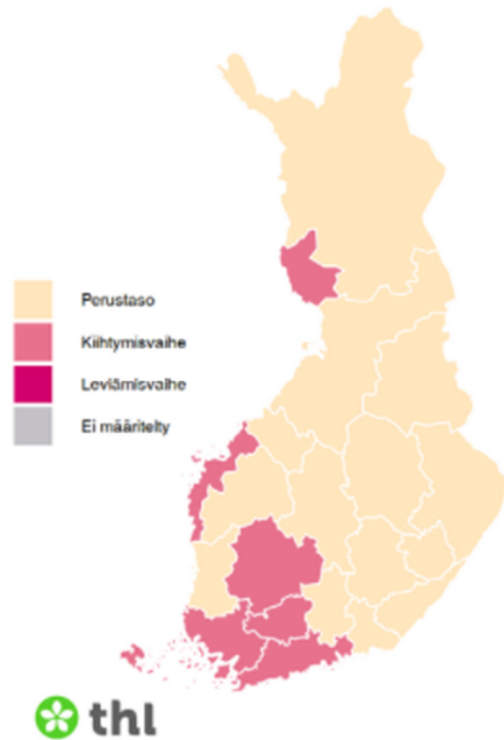 Perustaso
Kiihtymisvaihe
Leviämisvaihe
Ei määritelty
thl